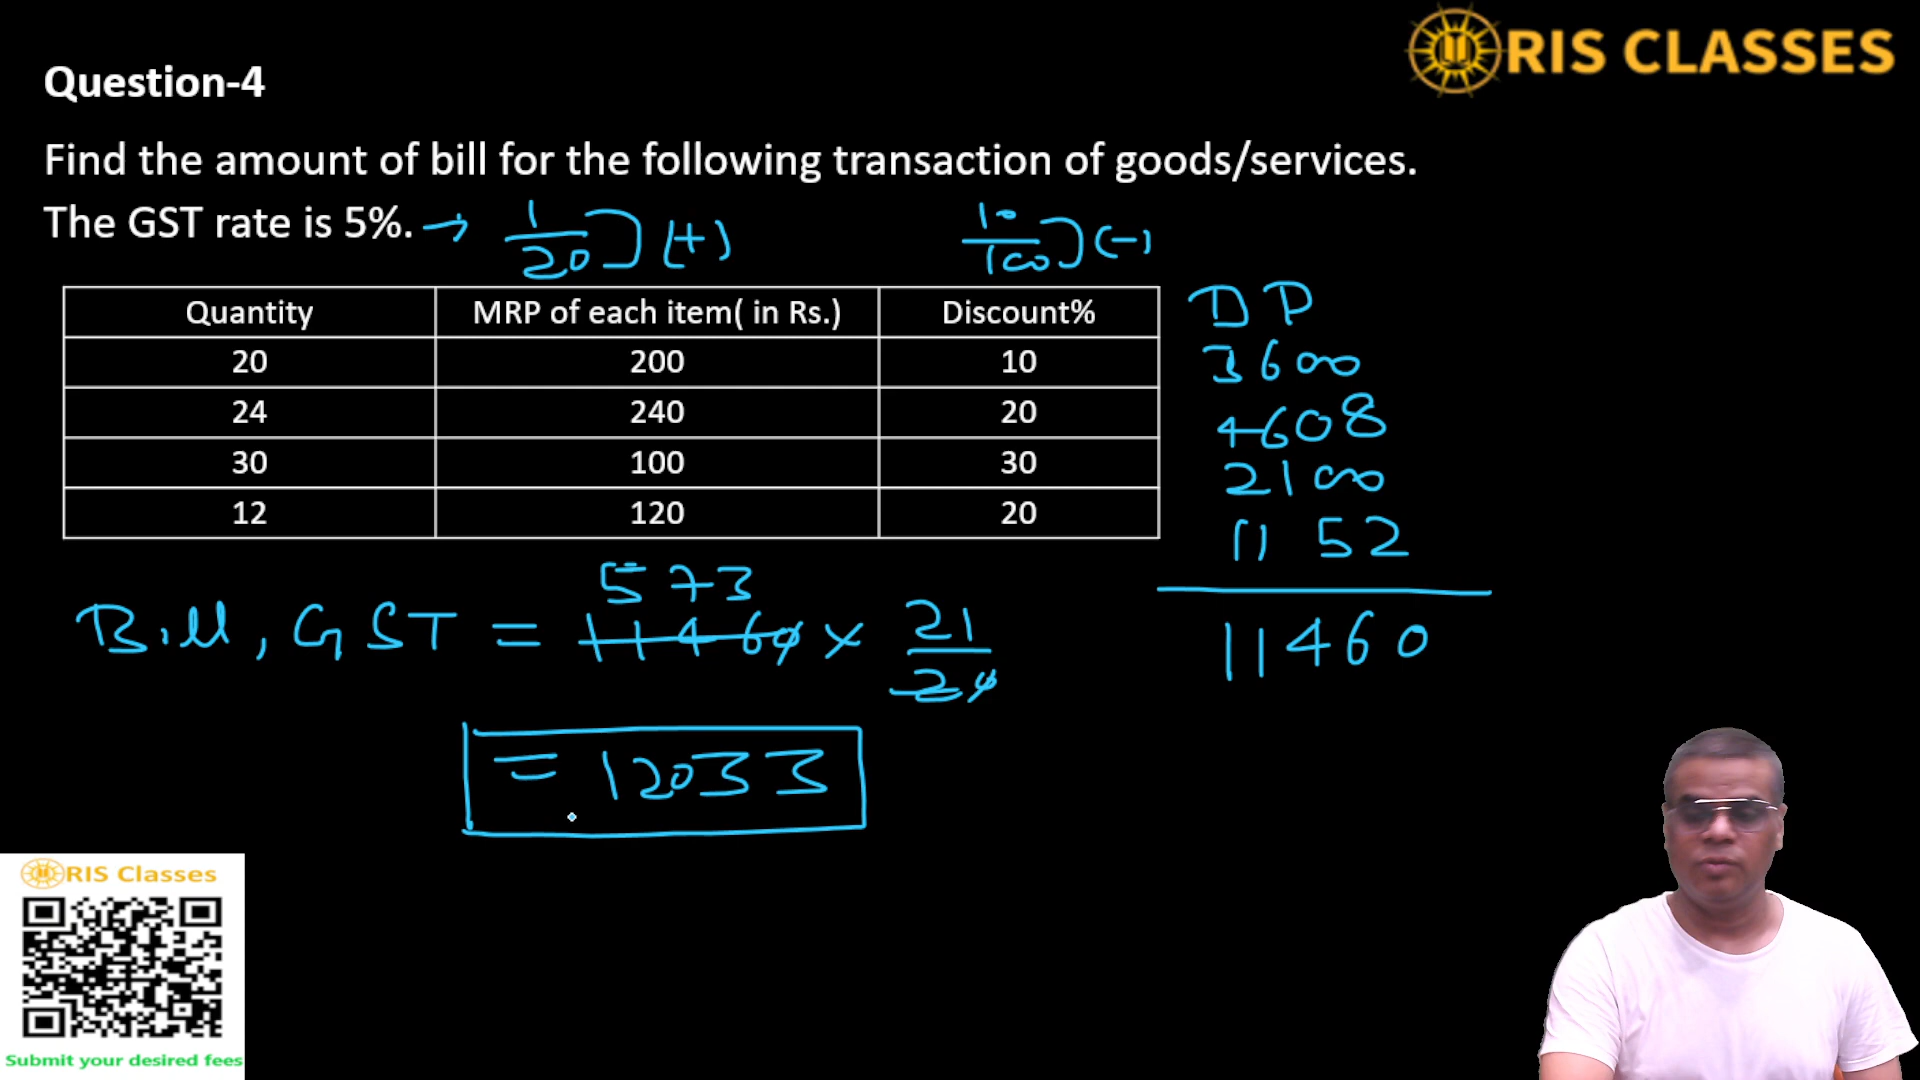 RIS CLASSES
Question-4
Find the amount of bill for the following transaction of goods/services.
The GST rate is 5%. → 1/20 ] (+) 10/100 ] (-)
Quantity MRP of each item( in Rs.) Discount% DP
20 200 10 3600
24 240 20 4608
30 100 30 2100
12 120 20 1152
11460
573
Bill, GST = 11460 × 21/20
= 12033
RIS Classes
Submit your desired fees